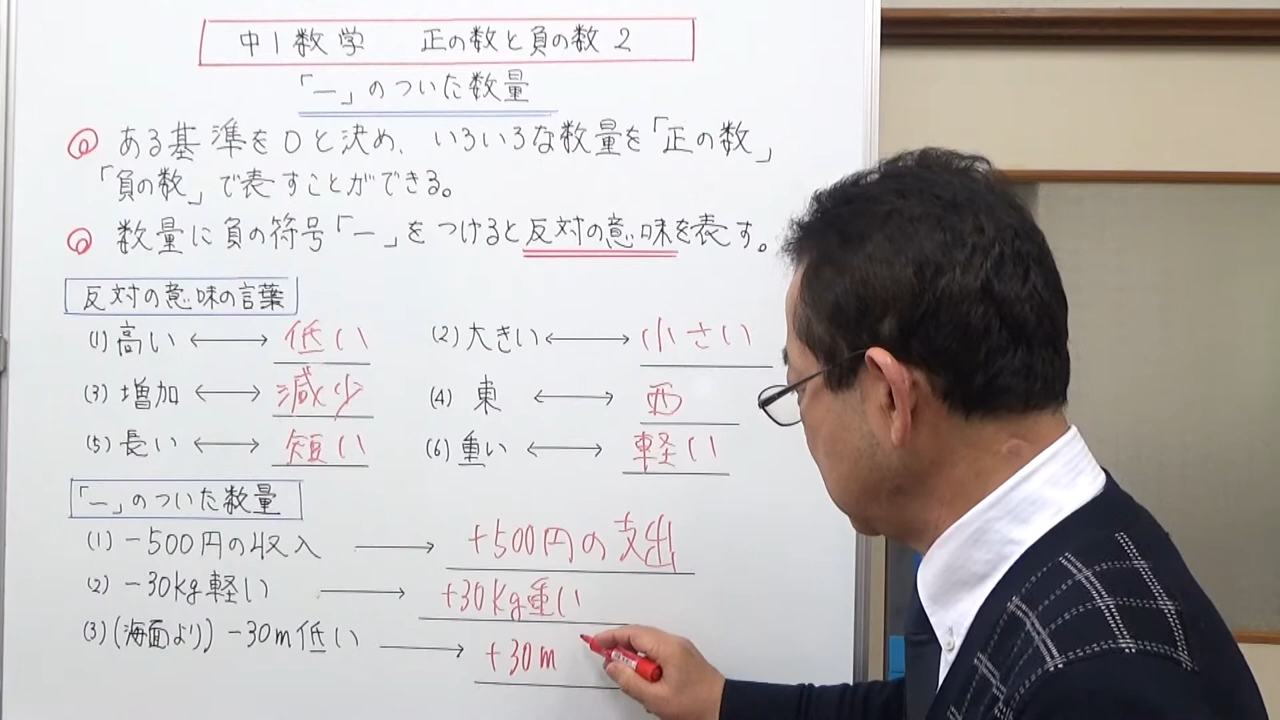 中1数学　正の数と負の数 2
「−」のついた数量
◎ ある基準を0と決め、いろいろな数量を「正の数」
「負の数」で表すことができる。
◎ 数量に負の符号「−」をつけると反対の意味を表す。
反対の意味の言葉
(1) 高い ⟷ 低い　(2) 大きい ⟷ 小さい
(3) 増加 ⟷ 減少　(4) 東 ⟷ 西
(5) 長い ⟷ 短い　(6) 重い ⟷ 軽い
「−」のついた数量
(1) −500円の収入 → +500円の支出
(2) −30kg軽い → +30kg重い
(3) (海面より) −30m低い → +30m